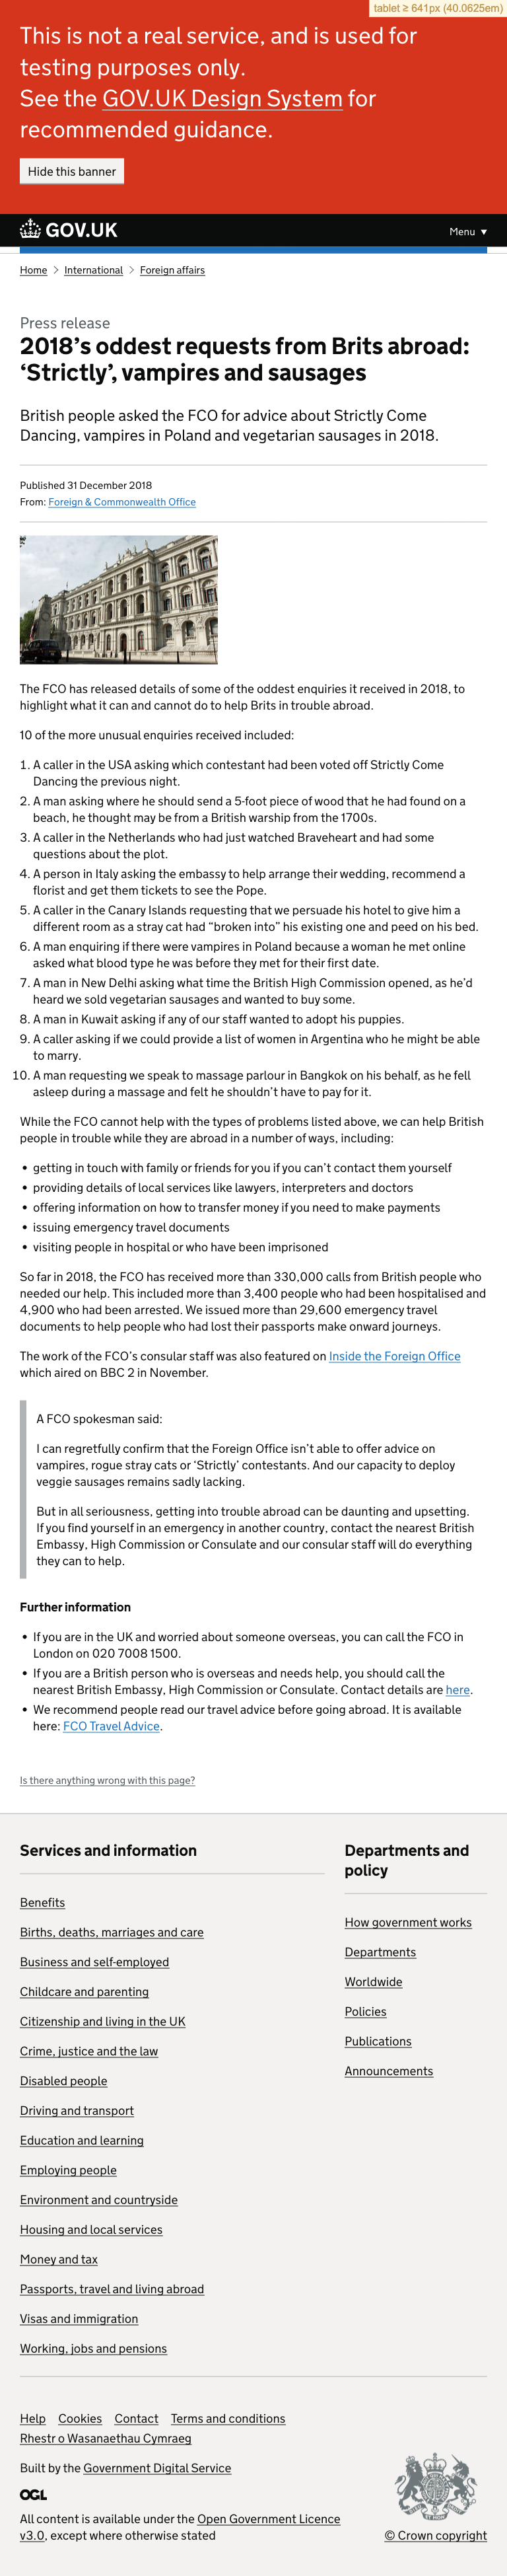 tablet ≥ 641px (40.0625em)
This is not a real service, and is used for
testing purposes only.
See the GOV.UK Design System for
recommended guidance.
Hide this banner
GOV.UK
Menu ▼
Home > International > Foreign affairs
Press release
2018’s oddest requests from Brits abroad:
‘Strictly’, vampires and sausages
British people asked the FCO for advice about Strictly Come
Dancing, vampires in Poland and vegetarian sausages in 2018.
Published 31 December 2018
From: Foreign & Commonwealth Office
The FCO has released details of some of the oddest enquiries it received in 2018, to
highlight what it can and cannot do to help Brits in trouble abroad.
10 of the more unusual enquiries received included:
1. A caller in the USA asking which contestant had been voted off Strictly Come
Dancing the previous night.
2. A man asking where he should send a 5-foot piece of wood that he had found on a
beach, he thought may be from a British warship from the 1700s.
3. A caller in the Netherlands who had just watched Braveheart and had some
questions about the plot.
4. A person in Italy asking the embassy to help arrange their wedding, recommend a
florist and get them tickets to see the Pope.
5. A caller in the Canary Islands requesting that we persuade his hotel to give him a
different room as a stray cat had “broken into” his existing one and peed on his bed.
6. A man enquiring if there were vampires in Poland because a woman he met online
asked what blood type he was before they met for their first date.
7. A man in New Delhi asking what time the British High Commission opened, as he’d
heard we sold vegetarian sausages and wanted to buy some.
8. A man in Kuwait asking if any of our staff wanted to adopt his puppies.
9. A caller asking if we could provide a list of women in Argentina who he might be able
to marry.
10. A man requesting we speak to massage parlour in Bangkok on his behalf, as he fell
asleep during a massage and felt he shouldn’t have to pay for it.
While the FCO cannot help with the types of problems listed above, we can help British
people in trouble while they are abroad in a number of ways, including:
• getting in touch with family or friends for you if you can’t contact them yourself
• providing details of local services like lawyers, interpreters and doctors
• offering information on how to transfer money if you need to make payments
• issuing emergency travel documents
• visiting people in hospital or who have been imprisoned
So far in 2018, the FCO has received more than 330,000 calls from British people who
needed our help. This included more than 3,400 people who had been hospitalised and
4,900 who had been arrested. We issued more than 29,600 emergency travel
documents to help people who had lost their passports make onward journeys.
The work of the FCO’s consular staff was also featured on Inside the Foreign Office
which aired on BBC 2 in November.
A FCO spokesman said:
I can regretfully confirm that the Foreign Office isn’t able to offer advice on
vampires, rogue stray cats or ‘Strictly’ contestants. And our capacity to deploy
veggie sausages remains sadly lacking.
But in all seriousness, getting into trouble abroad can be daunting and upsetting.
If you find yourself in an emergency in another country, contact the nearest British
Embassy, High Commission or Consulate and our consular staff will do everything
they can to help.
Further information
• If you are in the UK and worried about someone overseas, you can call the FCO in
London on 020 7008 1500.
• If you are a British person who is overseas and needs help, you should call the
nearest British Embassy, High Commission or Consulate. Contact details are here.
• We recommend people read our travel advice before going abroad. It is available
here: FCO Travel Advice.
Is there anything wrong with this page?
Services and information
Benefits
Births, deaths, marriages and care
Business and self-employed
Childcare and parenting
Citizenship and living in the UK
Crime, justice and the law
Disabled people
Driving and transport
Education and learning
Employing people
Environment and countryside
Housing and local services
Money and tax
Passports, travel and living abroad
Visas and immigration
Working, jobs and pensions
Departments and
policy
How government works
Departments
Worldwide
Policies
Publications
Announcements
Help Cookies Contact Terms and conditions
Rhestr o Wasanaethau Cymraeg
Built by the Government Digital Service
OGL
All content is available under the Open Government Licence
v3.0, except where otherwise stated
© Crown copyright